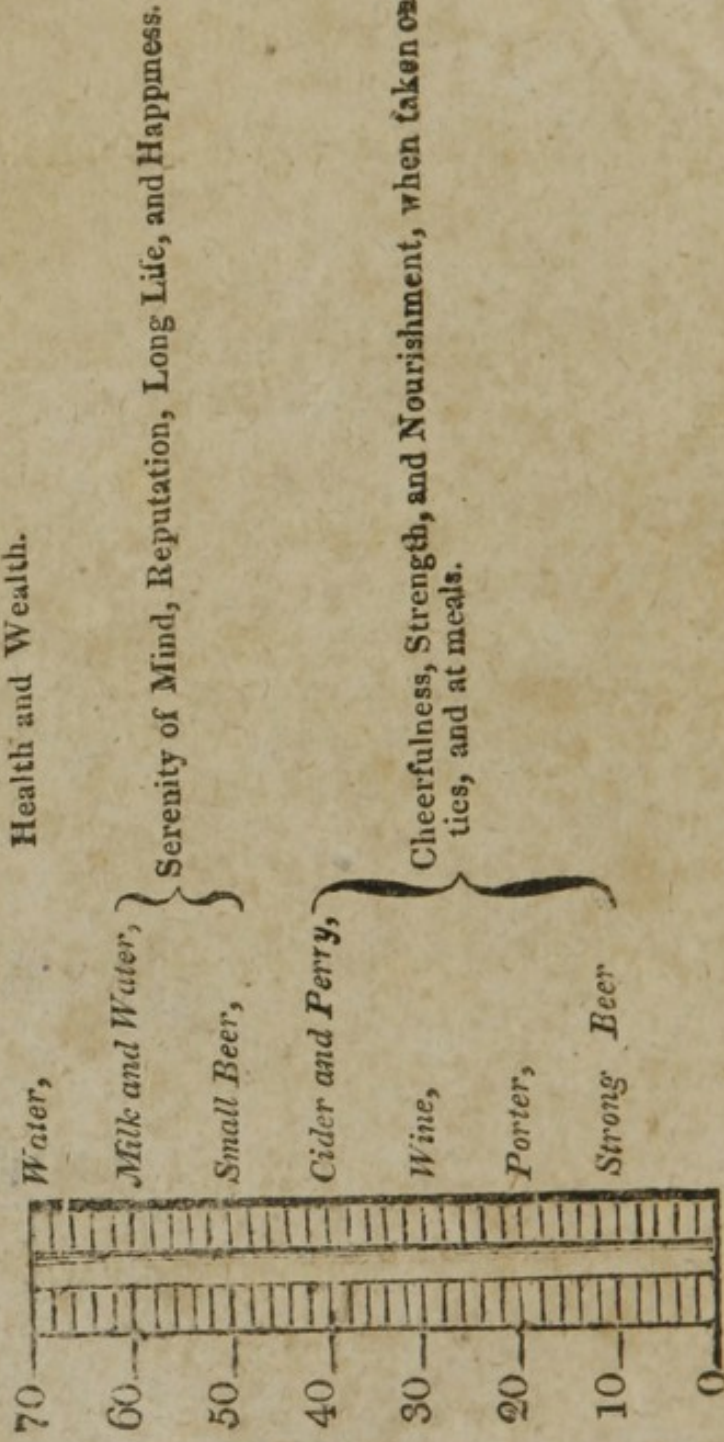 70 Water, Health and Wealth.
60 Milk and Water,
Serenity of Mind, Reputation, Long Life, and Happiness.
50 Small Beer,
40 Cider and Perry,
30 Wine,
Cheerfulness, Strength, and Nourishment, when taken
ties, and at meals.
20 Porter,
10 Strong Beer
0